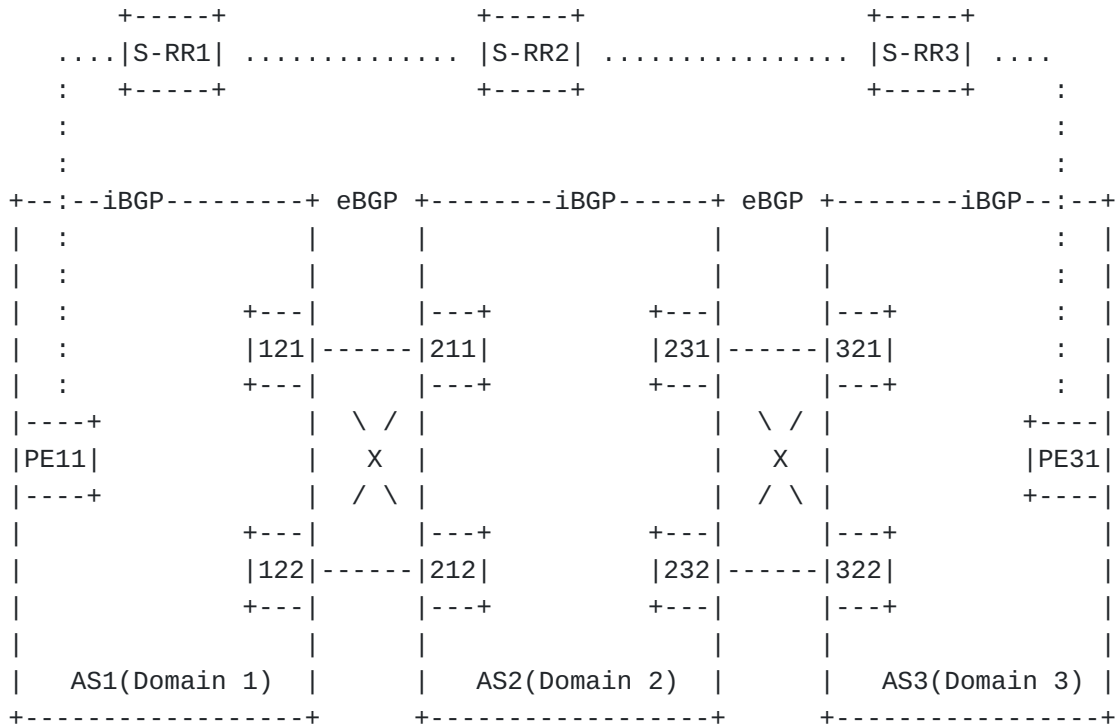 S-RR1 S-RR2 S-RR3
iBGP eBGP iBGP eBGP iBGP
121 211 231 321
PE11 X X PE31
122 212 232 322
AS1(Domain 1) AS2(Domain 2) AS3(Domain 3)